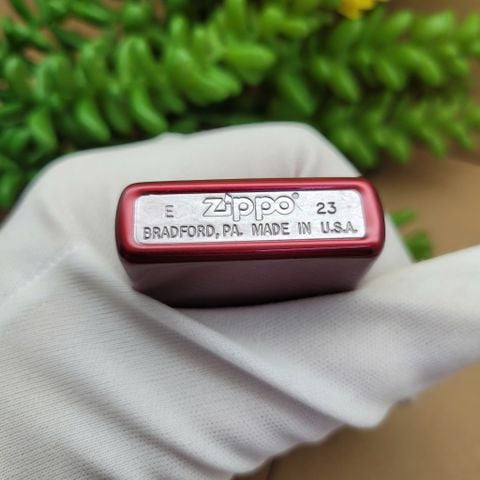 E Zippo® 23
BRADFORD, PA. MADE IN U.S.A.